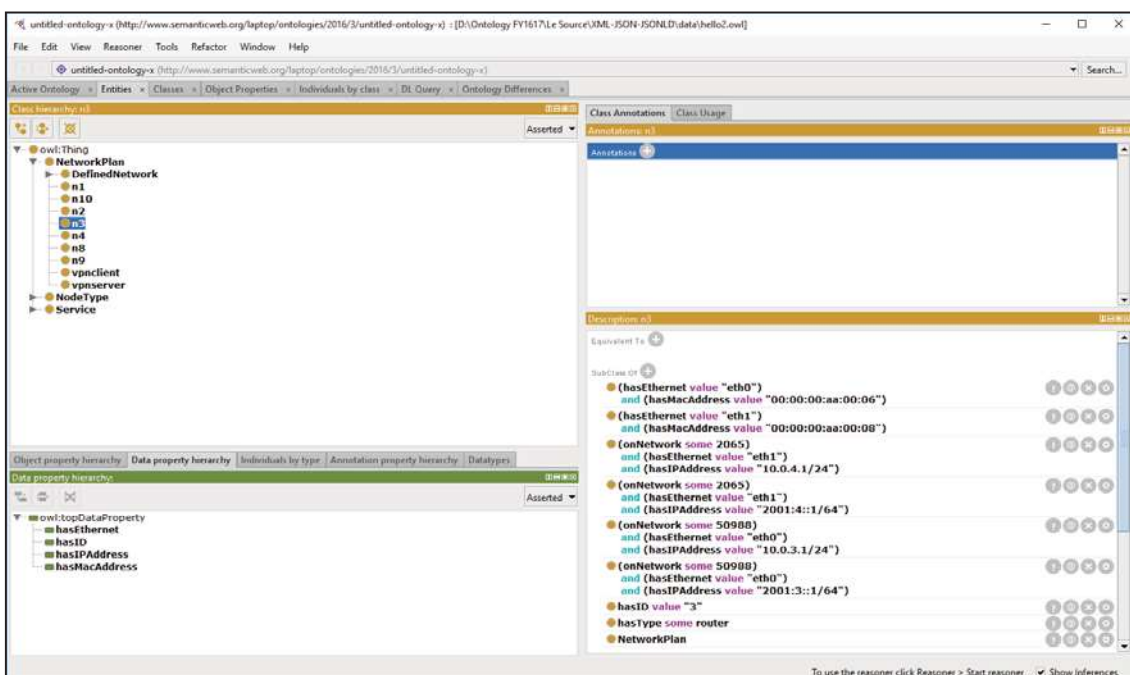 untitled-ontology-x (http://www.semanticweb.org/laptop/ontologies/2016/3/untitled-ontology-x) : [D:\Ontology FY1617\Le Source\XML-JSON-JSONLD\data\hello2.owl]
File Edit View Reasoner Tools Refactor Window Help
untitled-ontology-x (http://www.semanticweb.org/laptop/ontologies/2016/3/untitled-ontology-x)
Search...
Active Ontology × Entities × Classes × Object Properties × Individuals by class × DL Query × Ontology Differences ×
Class hierarchy: n3
Asserted
owl:Thing
NetworkPlan
DefinedNetwork
n1
n10
n2
n3
n4
n8
n9
vpnclient
vpnserver
NodeType
Service
Object property hierarchy Data property hierarchy Individuals by type Annotation property hierarchy Datatypes
Data property hierarchy:
Asserted
owl:topDataProperty
hasEthernet
hasID
hasIPAddress
hasMacAddress
Class Annotations Class Usage
Annotations: n3
Annotations
Description: n3
Equivalent To
SubClass Of
(hasEthernet value "eth0")
and (hasMacAddress value "00:00:00:aa:00:06")
(hasEthernet value "eth1")
and (hasMacAddress value "00:00:00:aa:00:08")
(onNetwork some 2065)
and (hasEthernet value "eth1")
and (hasIPAddress value "10.0.4.1/24")
(onNetwork some 2065)
and (hasEthernet value "eth1")
and (hasIPAddress value "2001:4::1/64")
(onNetwork some 50988)
and (hasEthernet value "eth0")
and (hasIPAddress value "10.0.3.1/24")
(onNetwork some 50988)
and (hasEthernet value "eth0")
and (hasIPAddress value "2001:3::1/64")
hasID value "3"
hasType some router
NetworkPlan
To use the reasoner click Reasoner > Start reasoner Show Inferences